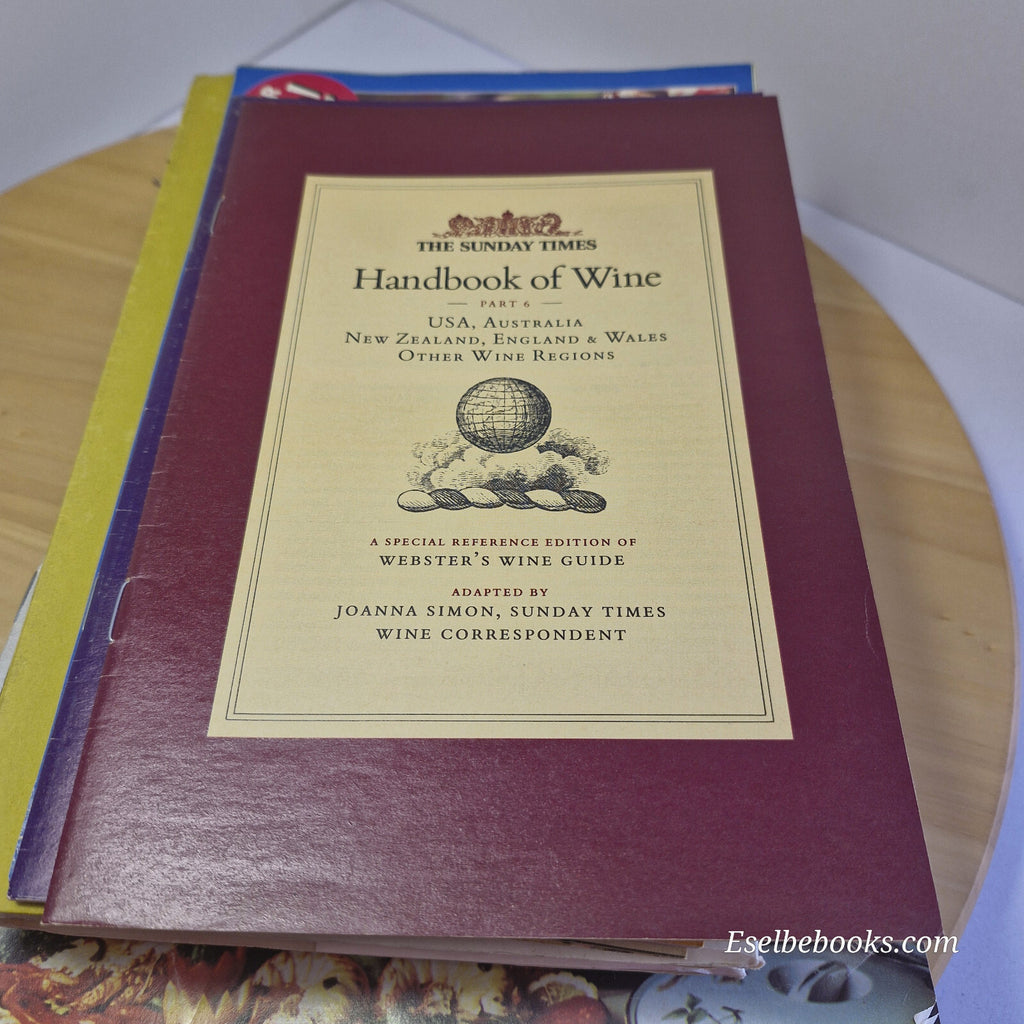 THE SUNDAY TIMES
Handbook of Wine
PART 6
USA, AUSTRALIA
NEW ZEALAND, ENGLAND & WALES
OTHER WINE REGIONS
A SPECIAL REFERENCE EDITION OF
WEBSTER'S WINE GUIDE
ADAPTED BY
JOANNA SIMON, SUNDAY TIMES
WINE CORRESPONDENT
Eselbebooks.com